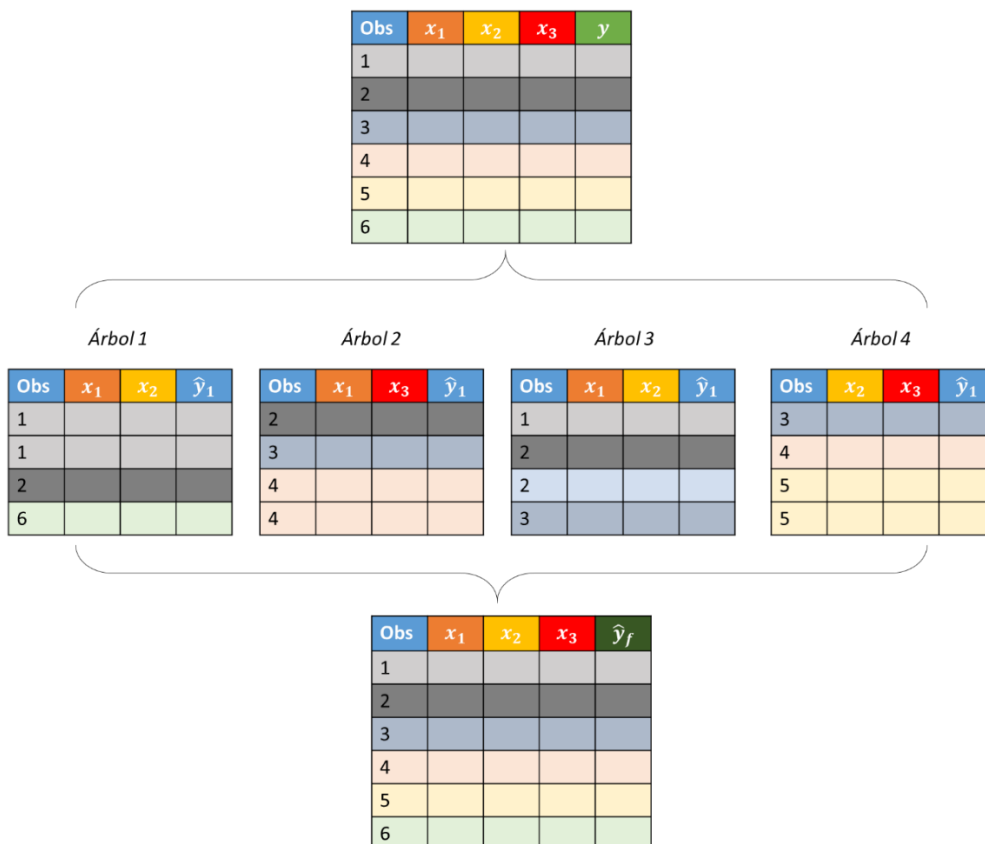 Obs x₁ x₂ x₃ y
1
2
3
4
5
6
Árbol 1 Árbol 2 Árbol 3 Árbol 4
Obs x₁ x₂ ŷ₁ Obs x₁ x₃ ŷ₁ Obs x₁ x₂ ŷ₁ Obs x₂ x₃ ŷ₁
1 2 1 3
1 3 2 4
2 4 2 5
6 4 3 5
Obs x₁ x₂ x₃ ŷf
1
2
3
4
5
6